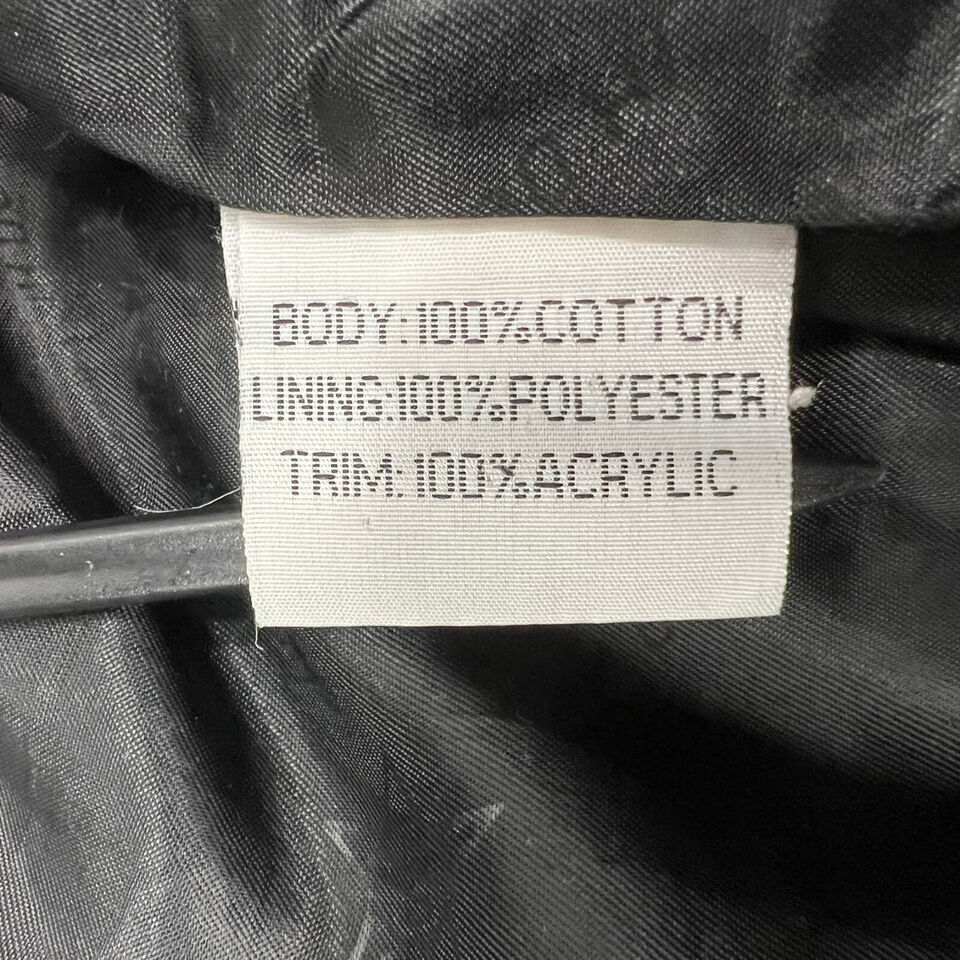 BODY:100%COTTON
LINING:100%POLYESTER
TRIM:100%ACRYLIC